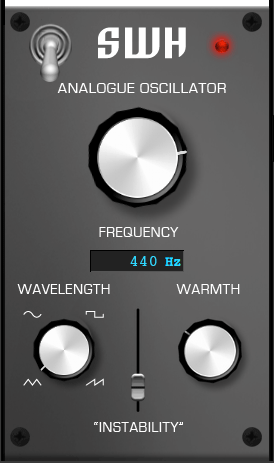 SWH
ANALOGUE OSCILLATOR
FREQUENCY
440 Hz
WAVELENGTH
WARMTH
"INSTABILITY"